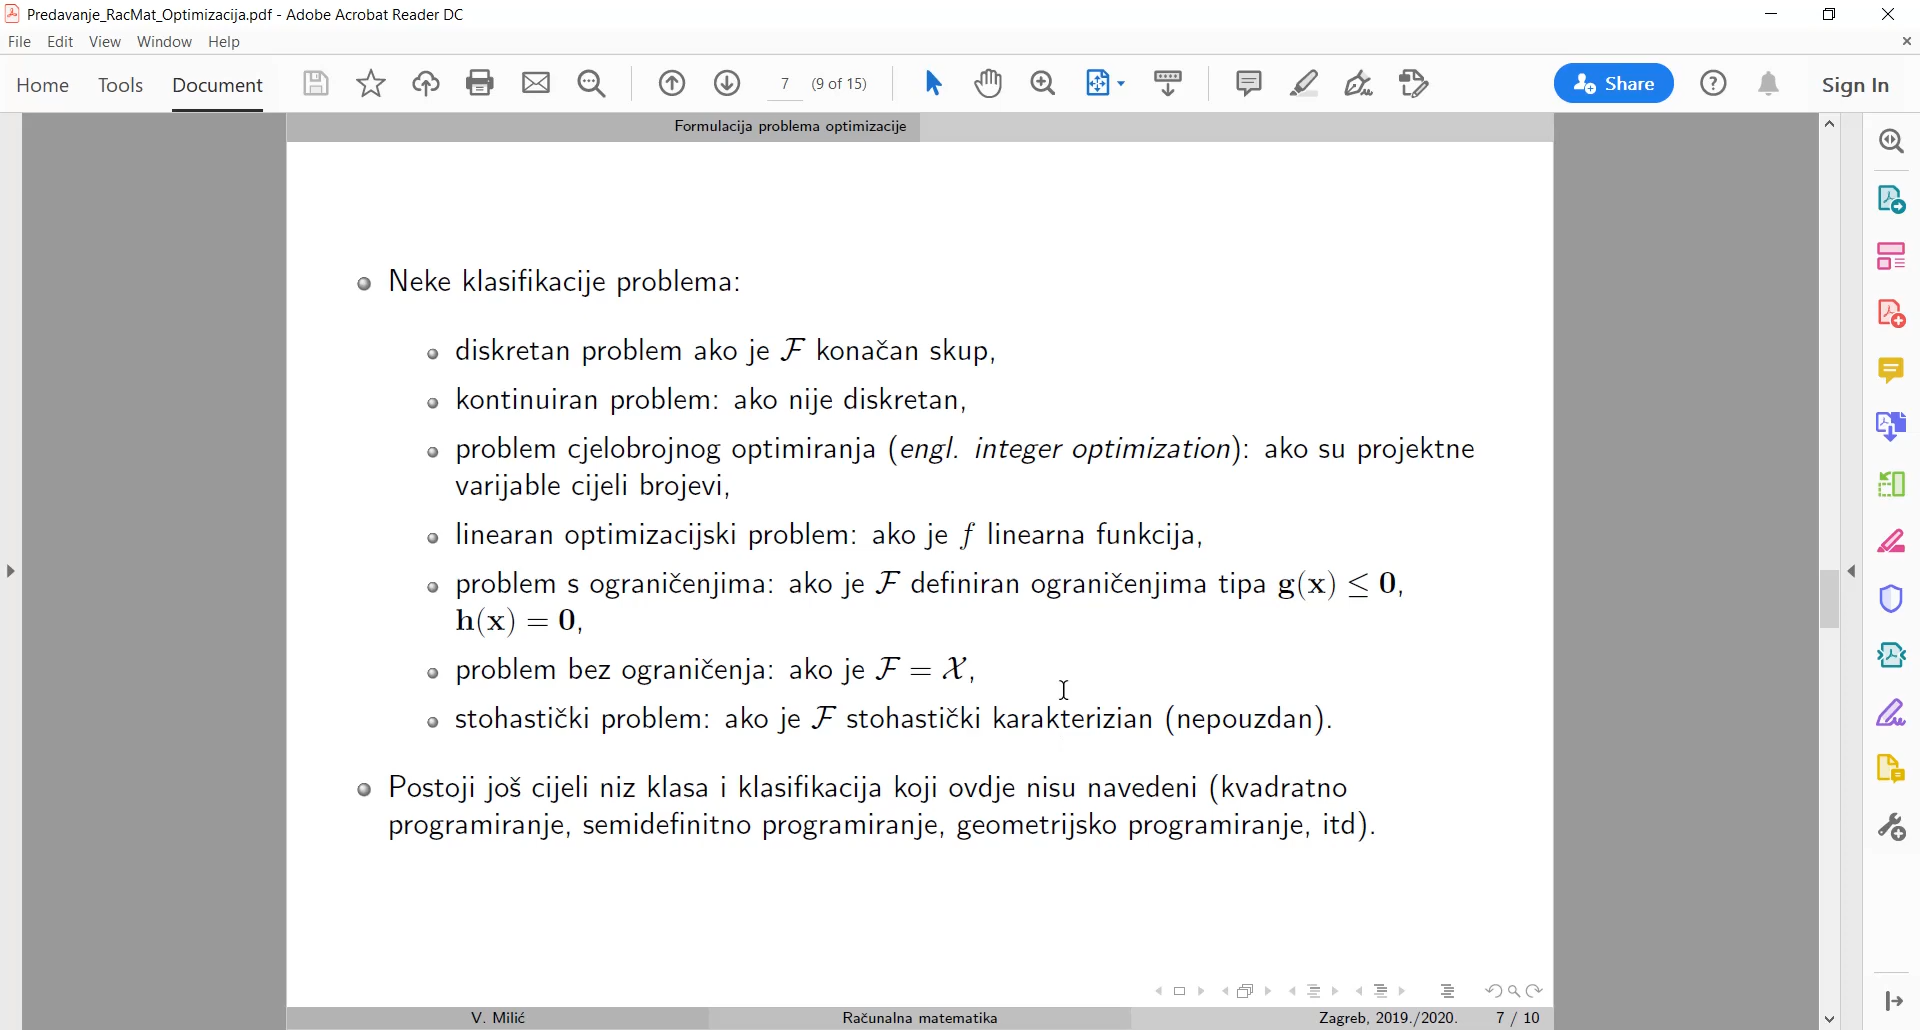 Predavanje_RacMat_Optimizacija.pdf - Adobe Acrobat Reader DC
File Edit View Window Help
Home Tools Document 7 (9 of 15) Share Sign In
Formulacija problema optimizacije
Neke klasifikacije problema:
diskretan problem ako je ℱ konačan skup,
kontinuiran problem: ako nije diskretan,
problem cjelobrojnog optimiranja (engl. integer optimization): ako su projektne
varijable cijeli brojevi,
linearan optimizacijski problem: ako je f linearna funkcija,
problem s ograničenjima: ako je ℱ definiran ograničenjima tipa g(x) ≤ 0,
h(x) = 0,
problem bez ograničenja: ako je ℱ = 𝒳,
stohastički problem: ako je ℱ stohastički karakterizian (nepouzdan).
Postoji još cijeli niz klasa i klasifikacija koji ovdje nisu navedeni (kvadratno
programiranje, semidefinitno programiranje, geometrijsko programiranje, itd).
V. Milić Računalna matematika Zagreb, 2019./2020. 7 / 10